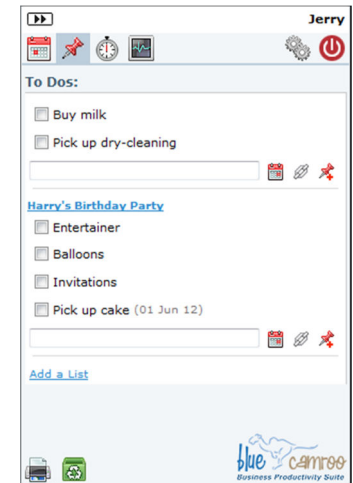 Jerry
To Dos:
Buy milk
Pick up dry-cleaning
Harry's Birthday Party
Entertainer
Balloons
Invitations
Pick up cake (01 Jun 12)
Add a List
blue camroo
Business Productivity Suite